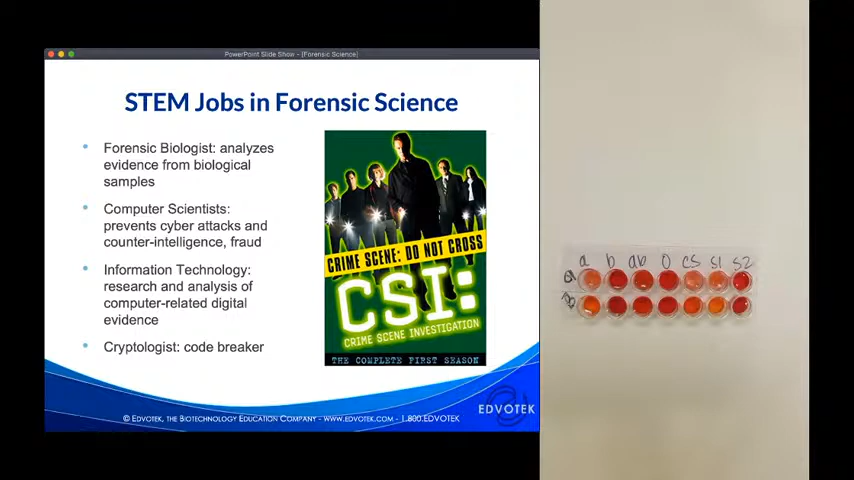 PowerPoint Slide Show - [Forensic Science]
STEM Jobs in Forensic Science
Forensic Biologist: analyzes
evidence from biological
samples
Computer Scientists:
prevents cyber attacks and
counter-intelligence, fraud
Information Technology:
research and analysis of
computer-related digital
evidence
Cryptologist: code breaker
CRIME SCENE: DO NOT CROSS
CSI:
CRIME SCENE INVESTIGATION
THE COMPLETE FIRST SEASON
© EDVOTEK, THE BIOTECHNOLOGY EDUCATION COMPANY - WWW.EDVOTEK.COM - 1.800.EDVOTEK
EDVOTEK
a b ab O CS S1 S2
a
B